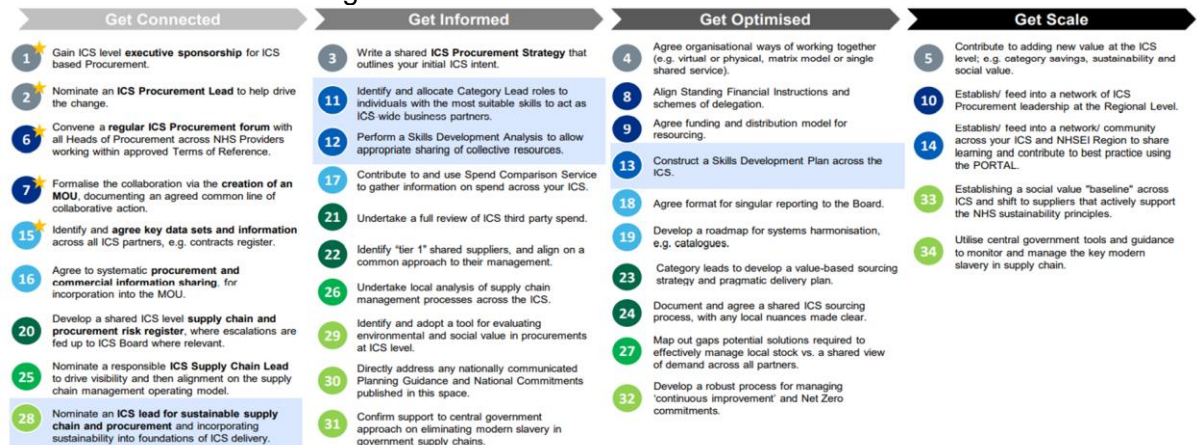 Get Connected
1
Gain ICS level executive sponsorship for ICS
based Procurement.
2
Nominate an ICS Procurement Lead to help drive
the change.
6
Convene a regular ICS Procurement forum with
all Heads of Procurement across NHS Providers
working within approved Terms of Reference.
7
Formalise the collaboration via the creation of an
MOU, documenting an agreed common line of
collaborative action.
15
Identify and agree key data sets and information
across all ICS partners, e.g. contracts register.
16
Agree to systematic procurement and
commercial information sharing, for
incorporation into the MOU.
20
Develop a shared ICS level supply chain and
procurement risk register, where escalations are
fed up to ICS Board where relevant.
25
Nominate a responsible ICS Supply Chain Lead
to drive visibility and then alignment on the supply
chain management operating model.
28
Nominate an ICS lead for sustainable supply
chain and procurement and incorporating
sustainability into foundations of ICS delivery.
Get Informed
3
Write a shared ICS Procurement Strategy that
outlines your initial ICS intent.
11
Identify and allocate Category Lead roles to
individuals with the most suitable skills to act as
ICS-wide business partners.
12
Perform a Skills Development Analysis to allow
appropriate sharing of collective resources.
17
Contribute to and use Spend Comparison Service
to gather information on spend across your ICS.
21
Undertake a full review of ICS third party spend.
22
Identify "tier 1" shared suppliers, and align on a
common approach to their management.
26
Undertake local analysis of supply chain
management processes across the ICS.
29
Identify and adopt a tool for evaluating
environmental and social value in procurements
at ICS level.
30
Directly address any nationally communicated
Planning Guidance and National Commitments
published in this space.
31
Confirm support to central government
approach on eliminating modern slavery in
government supply chains.
Get Optimised
4
Agree organisational ways of working together
(e.g. virtual or physical, matrix model or single
shared service).
8
Align Standing Financial Instructions and
schemes of delegation.
9
Agree funding and distribution model for
resourcing.
13
Construct a Skills Development Plan across the
ICS.
18
Agree format for singular reporting to the Board.
19
Develop a roadmap for systems harmonisation,
e.g. catalogues.
23
Category leads to develop a value-based sourcing
strategy and pragmatic delivery plan.
24
Document and agree a shared ICS sourcing
process, with any local nuances made clear.
27
Map out gaps potential solutions required to
effectively manage local stock vs. a shared view
of demand across all partners.
32
Develop a robust process for managing
'continuous improvement' and Net Zero
commitments.
Get Scale
5
Contribute to adding new value at the ICS
level; e.g. category savings, sustainability and
social value.
10
Establish/ feed into a network of ICS
Procurement leadership at the Regional Level.
14
Establish/ feed into a network/ community
across your ICS and NHSEI Region to share
learning and contribute to best practice using
the PORTAL.
33
Establishing a social value "baseline" across
ICS and shift to suppliers that actively support
the NHS sustainability principles.
34
Utilise central government tools and guidance
to monitor and manage the key modern
slavery in supply chain.